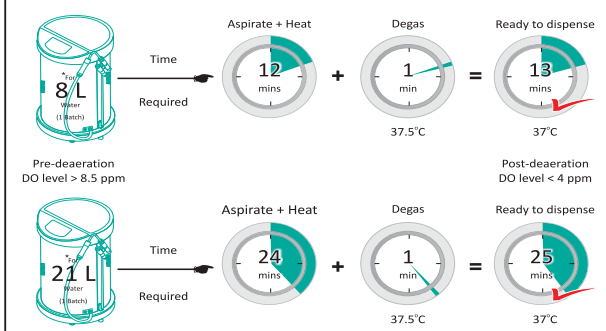 Aspirate + Heat
Degas
Ready to dispense
*For
8 L
Water
(1 Batch)
Time
Required
12
mins
+
1
min
=
13
mins
37.5°C
37°C
Pre-deaeration
DO level > 8.5 ppm
Post-deaeration
DO level < 4 ppm
Aspirate + Heat
Degas
Ready to dispense
*For
21 L
Water
(1 Batch)
Time
Required
24
mins
+
1
min
=
25
mins
37.5°C
37°C